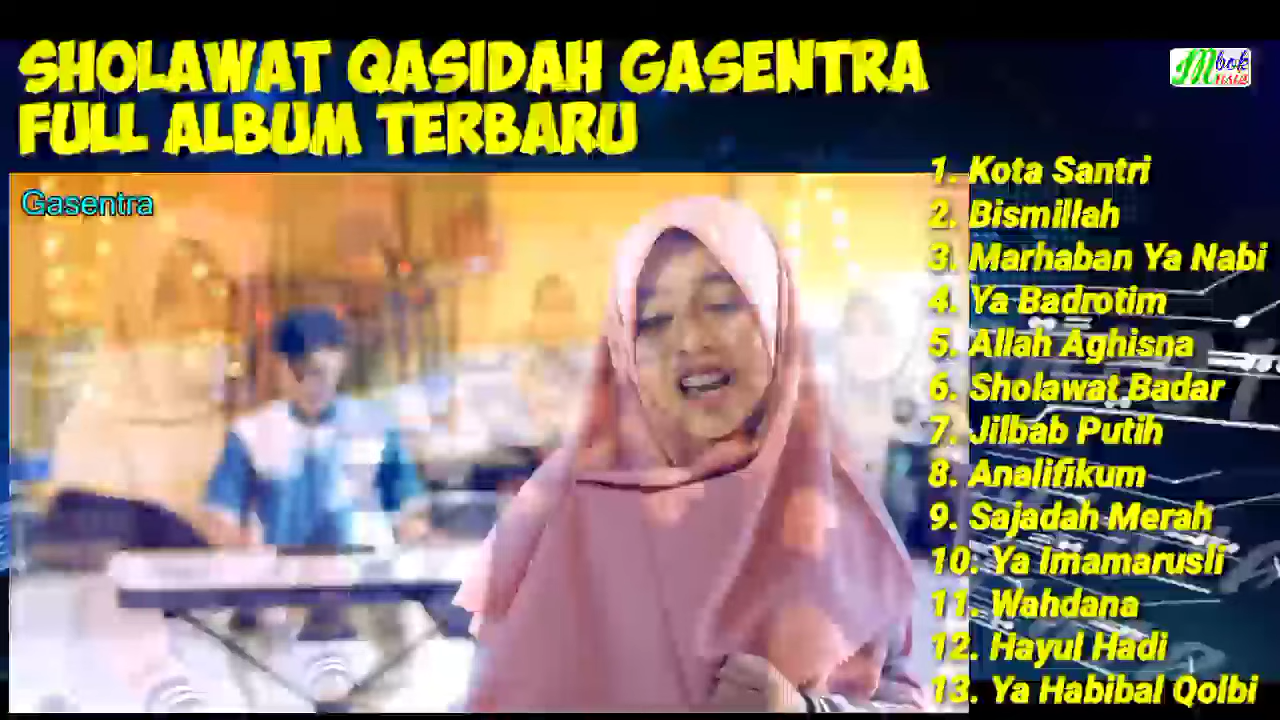 SHOLAWAT QASIDAH GASENTRA
FULL ALBUM TERBARU
Mbok
Musiq
Gasentra
1. Kota Santri
2. Bismillah
3. Marhaban Ya Nabi
4. Ya Badrotim
5. Allah Aghisna
6. Sholawat Badar
7. Jilbab Putih
8. Analifikum
9. Sajadah Merah
10. Ya Imamarusli
11. Wahdana
12. Hayul Hadi
13. Ya Habibal Qolbi